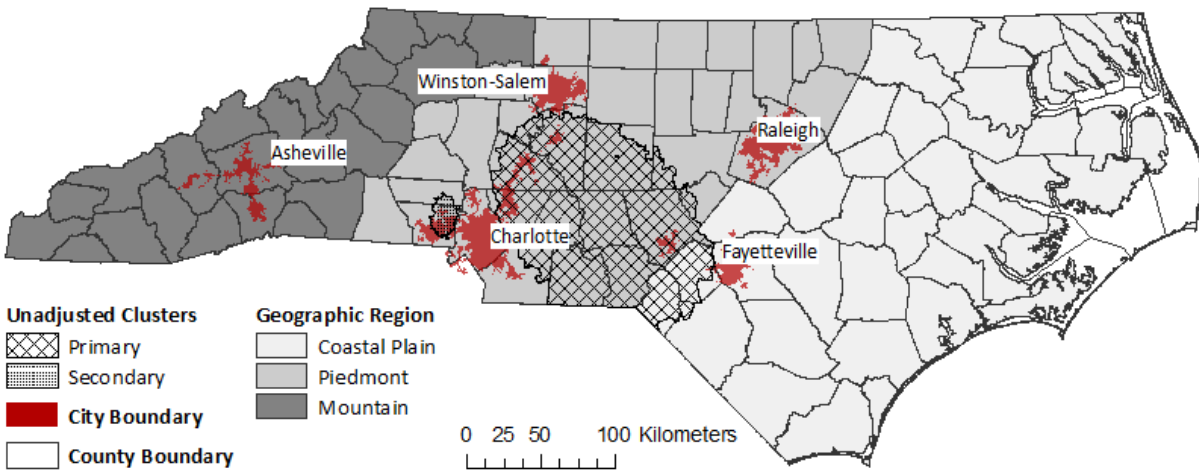 Winston-Salem
Raleigh
Asheville
Charlotte
Fayetteville
Unadjusted Clusters
Primary
Secondary
City Boundary
County Boundary
Geographic Region
Coastal Plain
Piedmont
Mountain
0 25 50 100 Kilometers